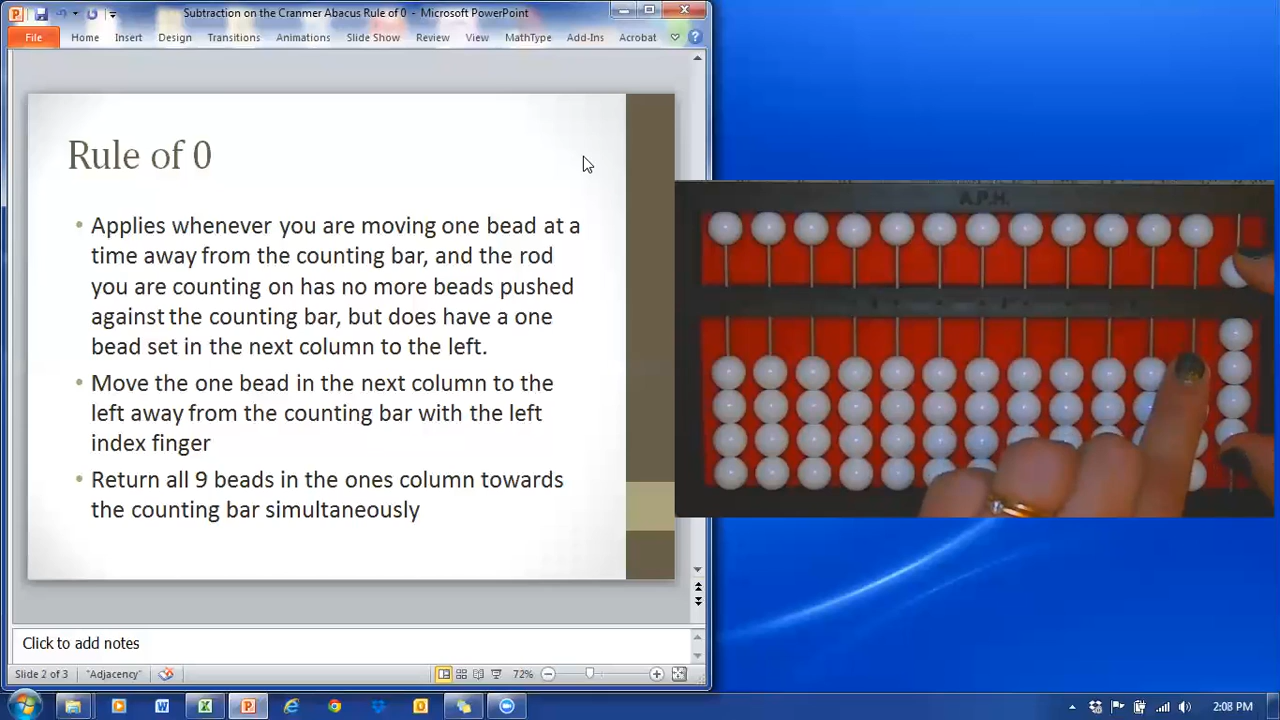 Subtraction on the Cranmer Abacus Rule of 0 - Microsoft PowerPoint
File Home Insert Design Transitions Animations Slide Show Review View MathType Add-Ins Acrobat
Rule of 0
• Applies whenever you are moving one bead at a
time away from the counting bar, and the rod
you are counting on has no more beads pushed
against the counting bar, but does have a one
bead set in the next column to the left.
• Move the one bead in the next column to the
left away from the counting bar with the left
index finger
• Return all 9 beads in the ones column towards
the counting bar simultaneously
A.P.H.
Click to add notes
Slide 2 of 3 "Adjacency" 72%
2:08 PM